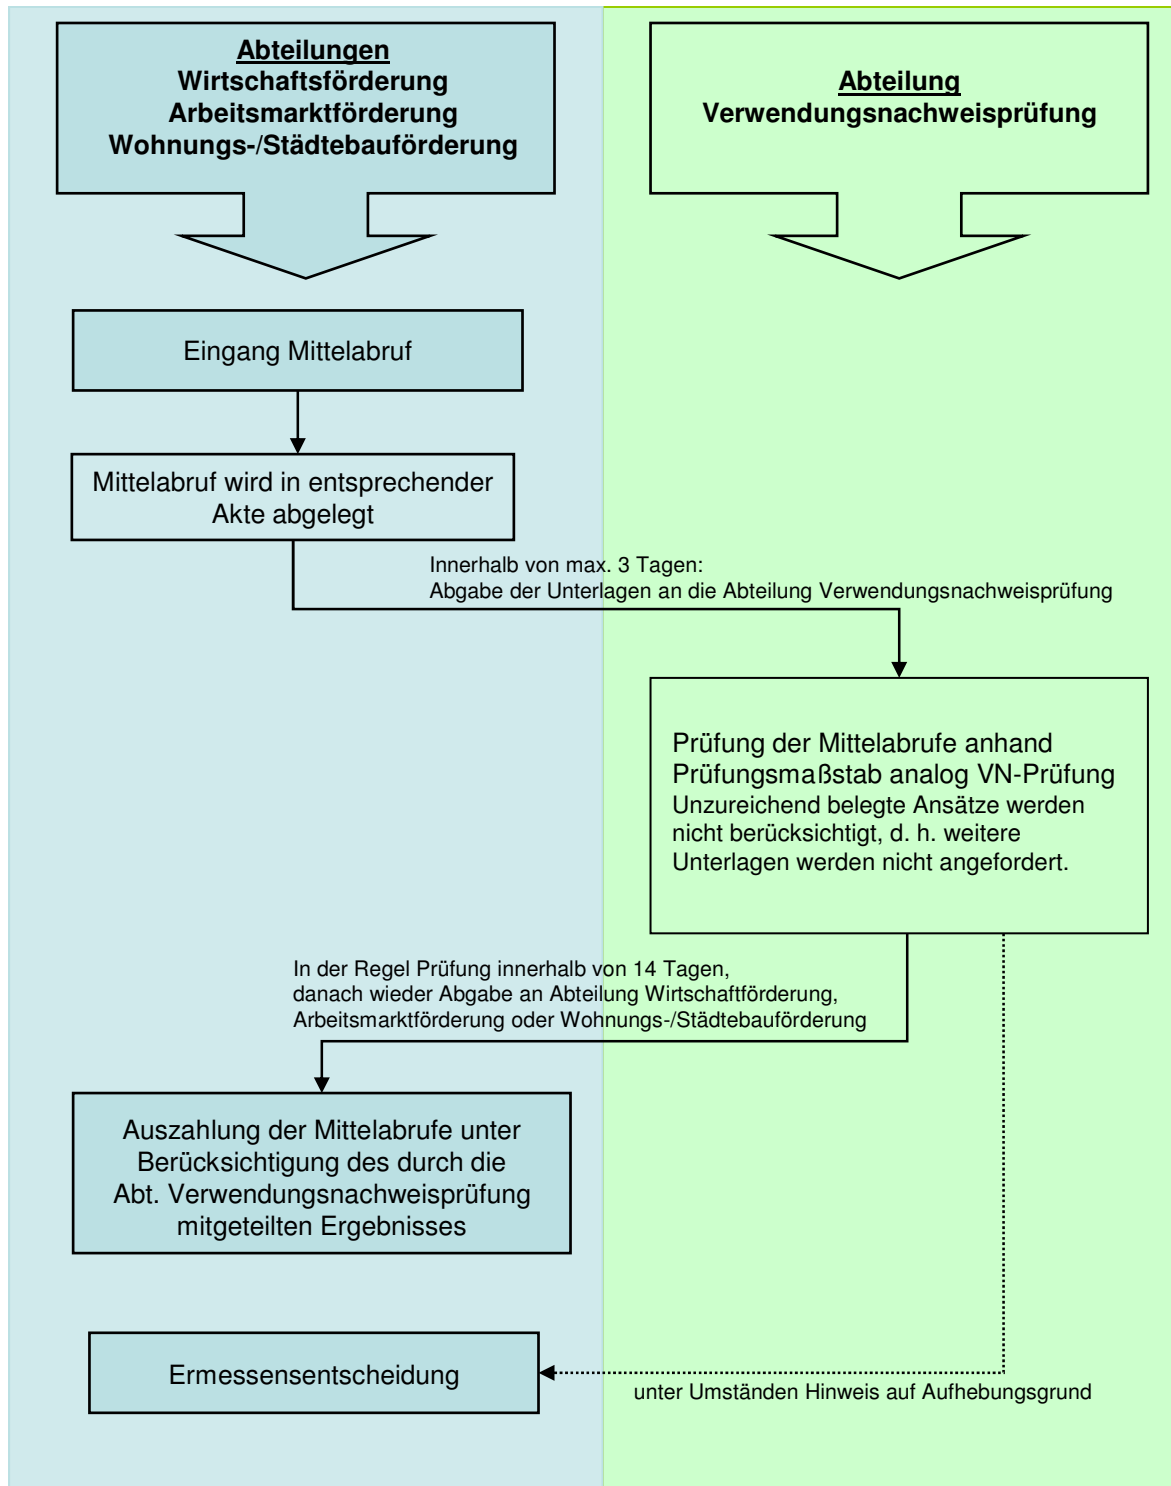 Abteilungen
Wirtschaftsförderung
Arbeitsmarktförderung
Wohnungs-/Städtebauförderung
Abteilung
Verwendungsnachweisprüfung
Eingang Mittelabruf
Mittelabruf wird in entsprechender
Akte abgelegt
Innerhalb von max. 3 Tagen:
Abgabe der Unterlagen an die Abteilung Verwendungsnachweisprüfung
Prüfung der Mittelabrufe anhand
Prüfungsmaßstab analog VN-Prüfung
Unzureichend belegte Ansätze werden
nicht berücksichtigt, d. h. weitere
Unterlagen werden nicht angefordert.
In der Regel Prüfung innerhalb von 14 Tagen,
danach wieder Abgabe an Abteilung Wirtschaftförderung,
Arbeitsmarktförderung oder Wohnungs-/Städtebauförderung
Auszahlung der Mittelabrufe unter
Berücksichtigung des durch die
Abt. Verwendungsnachweisprüfung
mitgeteilten Ergebnisses
Ermessensentscheidung
unter Umständen Hinweis auf Aufhebungsgrund